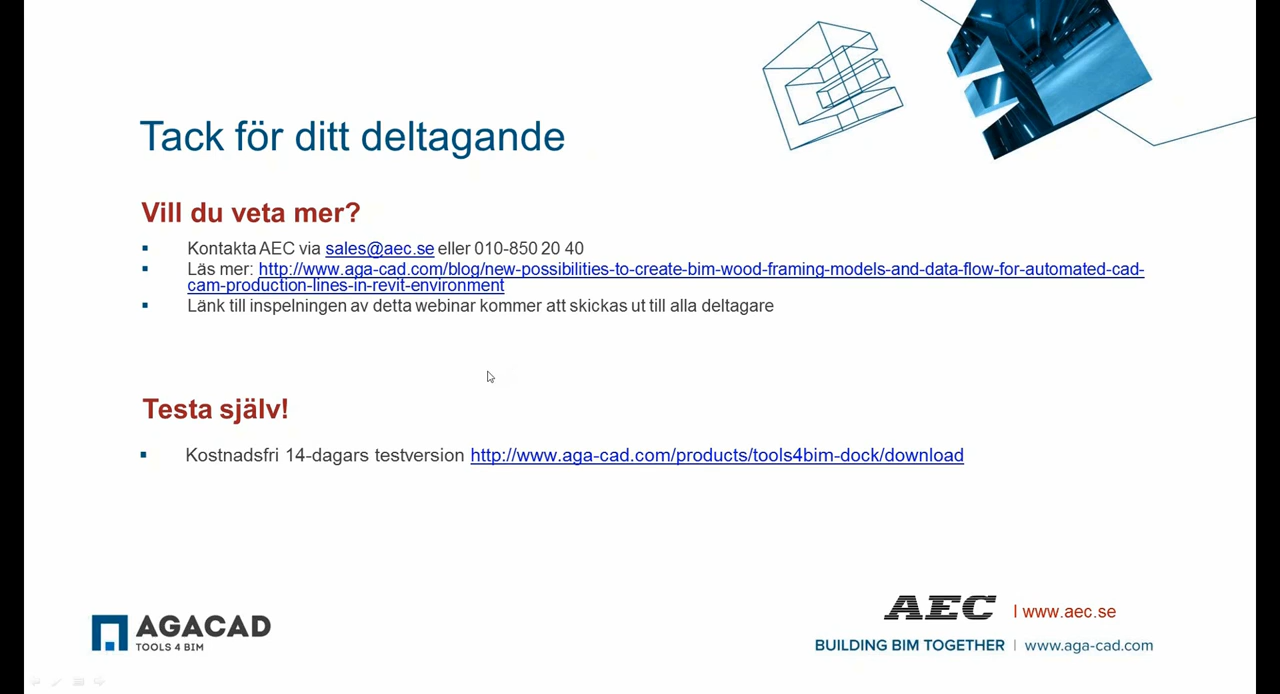 Tack för ditt deltagande
Vill du veta mer?
▪ Kontakta AEC via sales@aec.se eller 010-850 20 40
▪ Läs mer: http://www.aga-cad.com/blog/new-possibilities-to-create-bim-wood-framing-models-and-data-flow-for-automated-cad-
cam-production-lines-in-revit-environment
▪ Länk till inspelningen av detta webinar kommer att skickas ut till alla deltagare
Testa själv!
▪ Kostnadsfri 14-dagars testversion http://www.aga-cad.com/products/tools4bim-dock/download
AGACAD
TOOLS 4 BIM
AEC | www.aec.se
BUILDING BIM TOGETHER | www.aga-cad.com